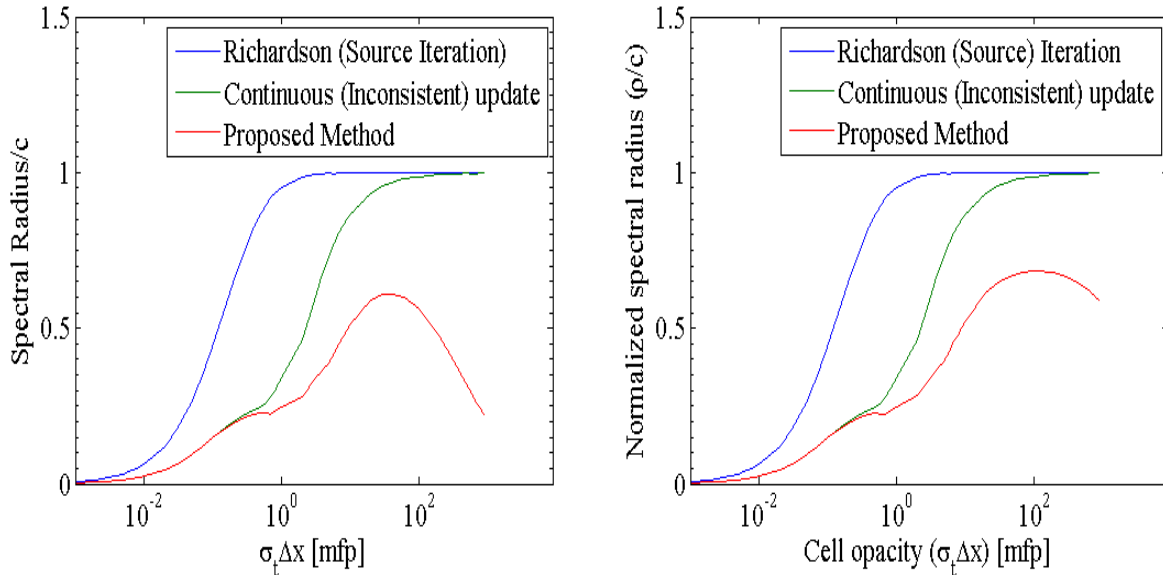 1.5
1
0.5
0
Spectral Radius/c
Richardson (Source Iteration)
Continuous (Inconsistent) update
Proposed Method
10^-2
10^0
10^2
σ_tΔx [mfp]
1.5
1
0.5
0
Normalized spectral radius (ρ/c)
Richardson (Source) Iteration
Continuous (Inconsistent) update
Proposed Method
10^-2
10^0
10^2
Cell opacity (σ_tΔx) [mfp]